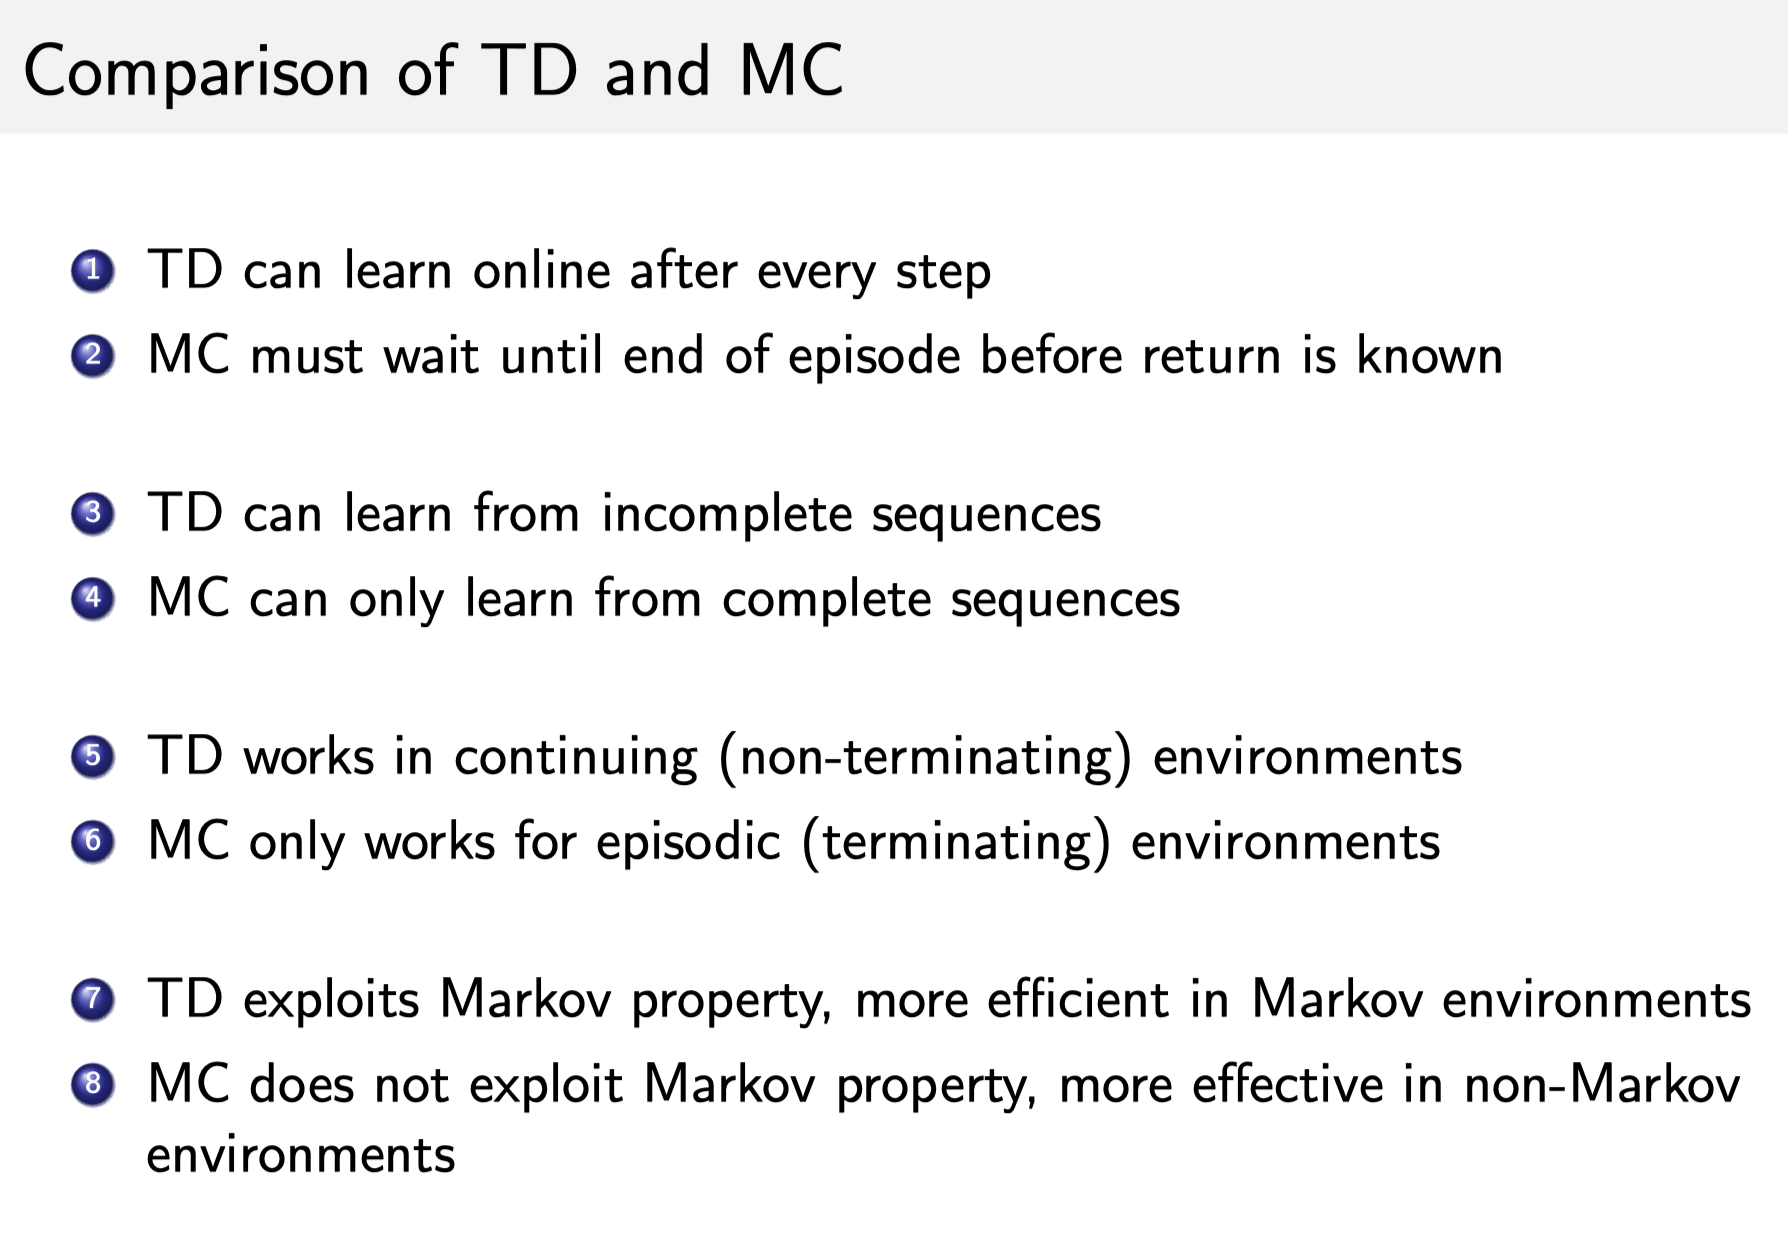 Comparison of TD and MC
1 TD can learn online after every step
2 MC must wait until end of episode before return is known
3 TD can learn from incomplete sequences
4 MC can only learn from complete sequences
5 TD works in continuing (non-terminating) environments
6 MC only works for episodic (terminating) environments
7 TD exploits Markov property, more efficient in Markov environments
8 MC does not exploit Markov property, more effective in non-Markov
environments